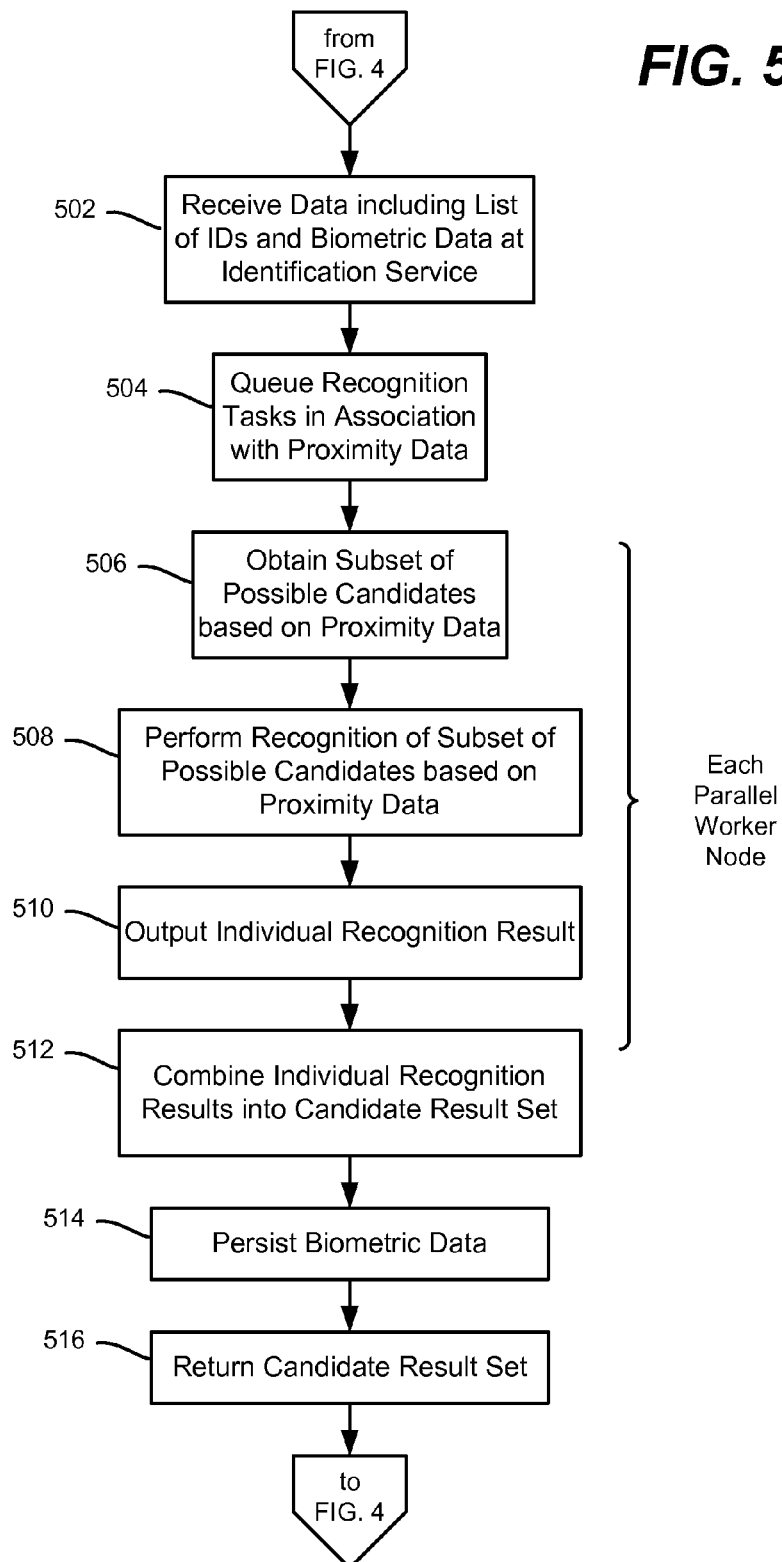 from
FIG. 4
FIG. 5
502
Receive Data including List
of IDs and Biometric Data at
Identification Service
504
Queue Recognition
Tasks in Association
with Proximity Data
506
Obtain Subset of
Possible Candidates
based on Proximity Data
508
Perform Recognition of Subset of
Possible Candidates based on
Proximity Data
Each
Parallel
Worker
Node
510
Output Individual Recognition Result
512
Combine Individual Recognition
Results into Candidate Result Set
514
Persist Biometric Data
516
Return Candidate Result Set
to
FIG. 4